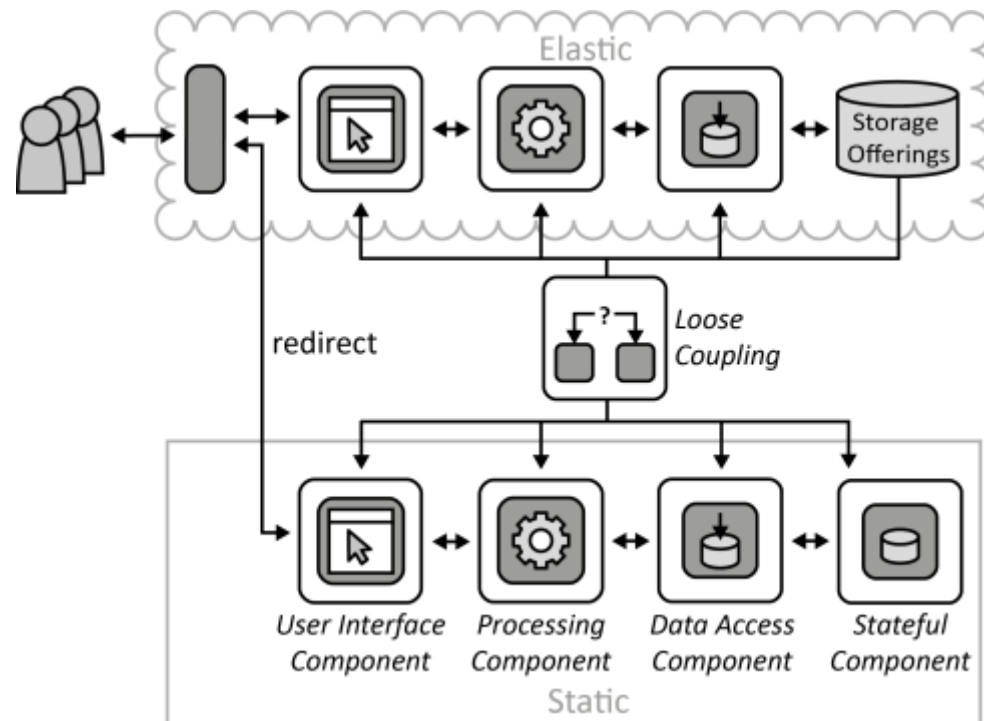 Elastic
Storage
Offerings
?
Loose
Coupling
redirect
User Interface
Component
Processing
Component
Data Access
Component
Stateful
Component
Static